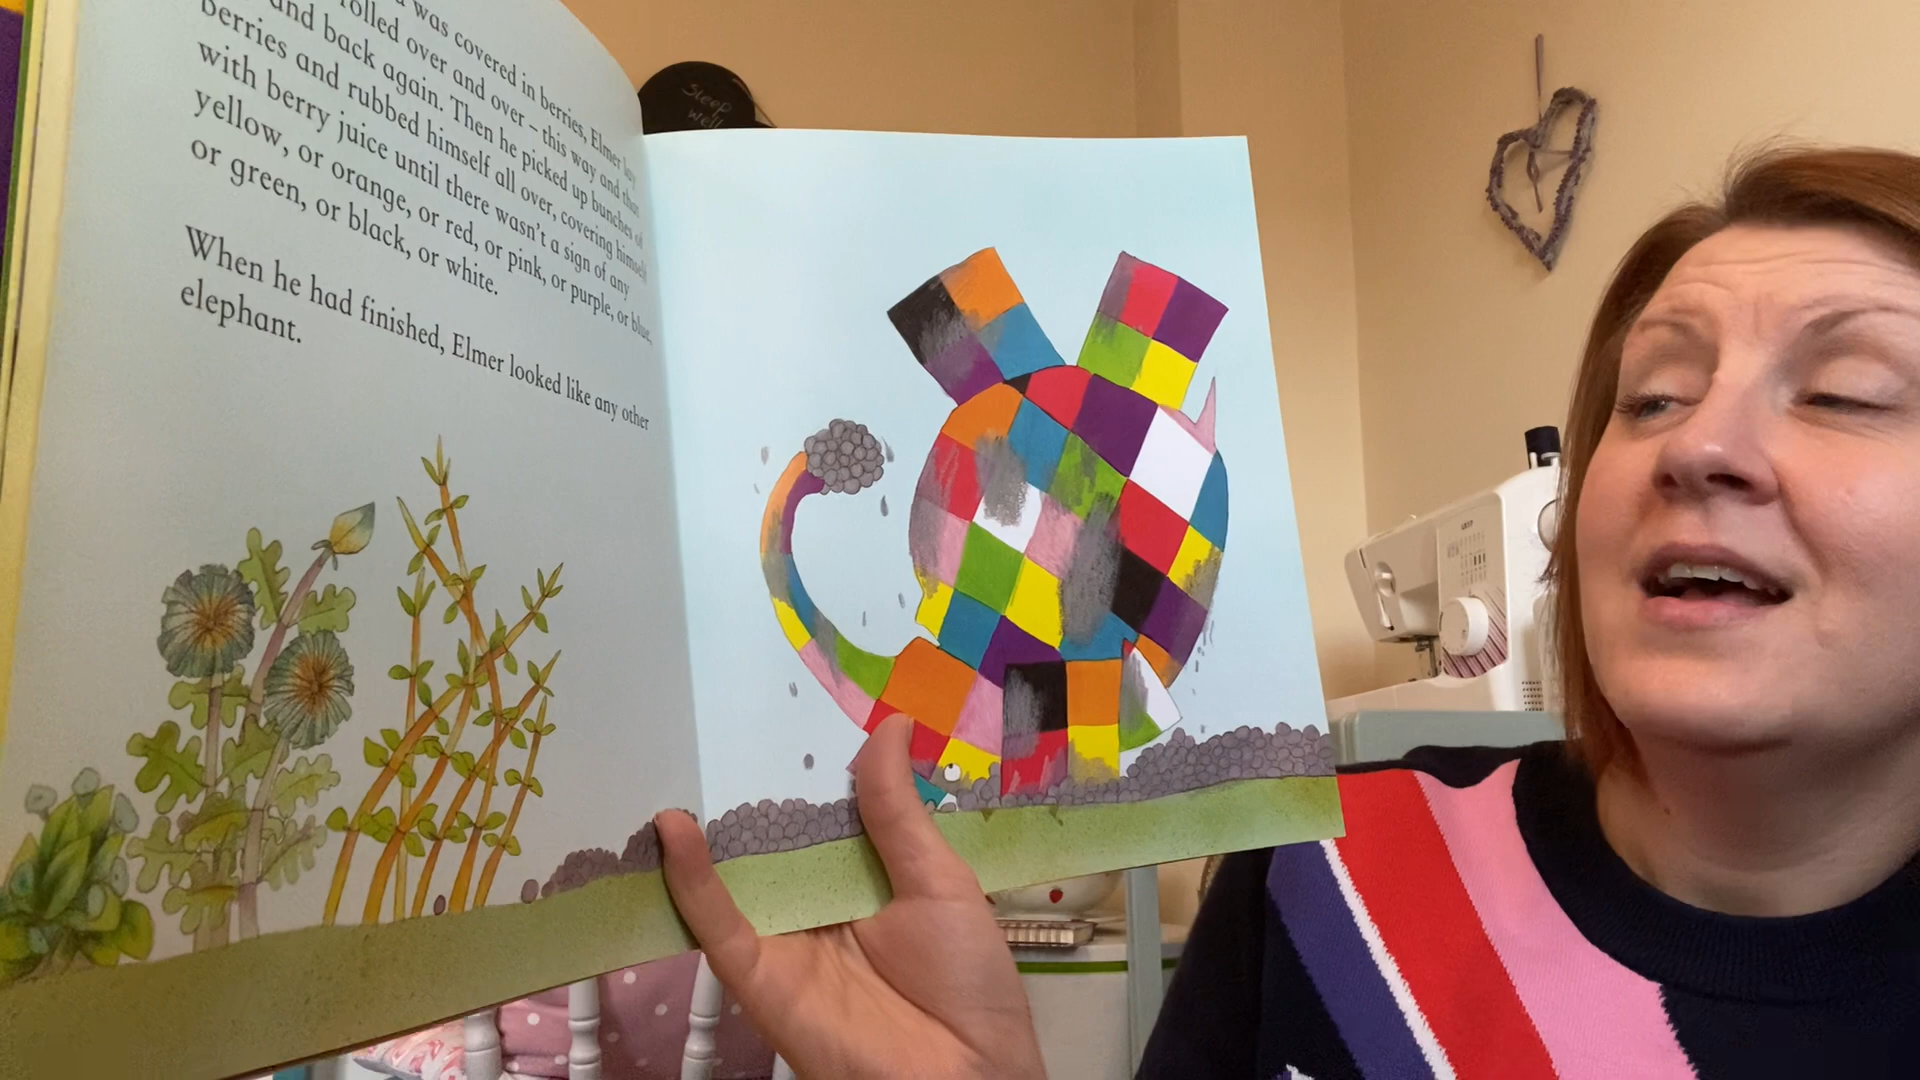 was covered in berries, Elmer lay
rolled over and over – this way and that
and back again. Then he picked up bunches of
berries and rubbed himself all over, covering himself
with berry juice until there wasn't a sign of any
yellow, or orange, or red, or pink, or purple, or blue,
or green, or black, or white.
When he had finished, Elmer looked like any other
elephant.
Sleep
well